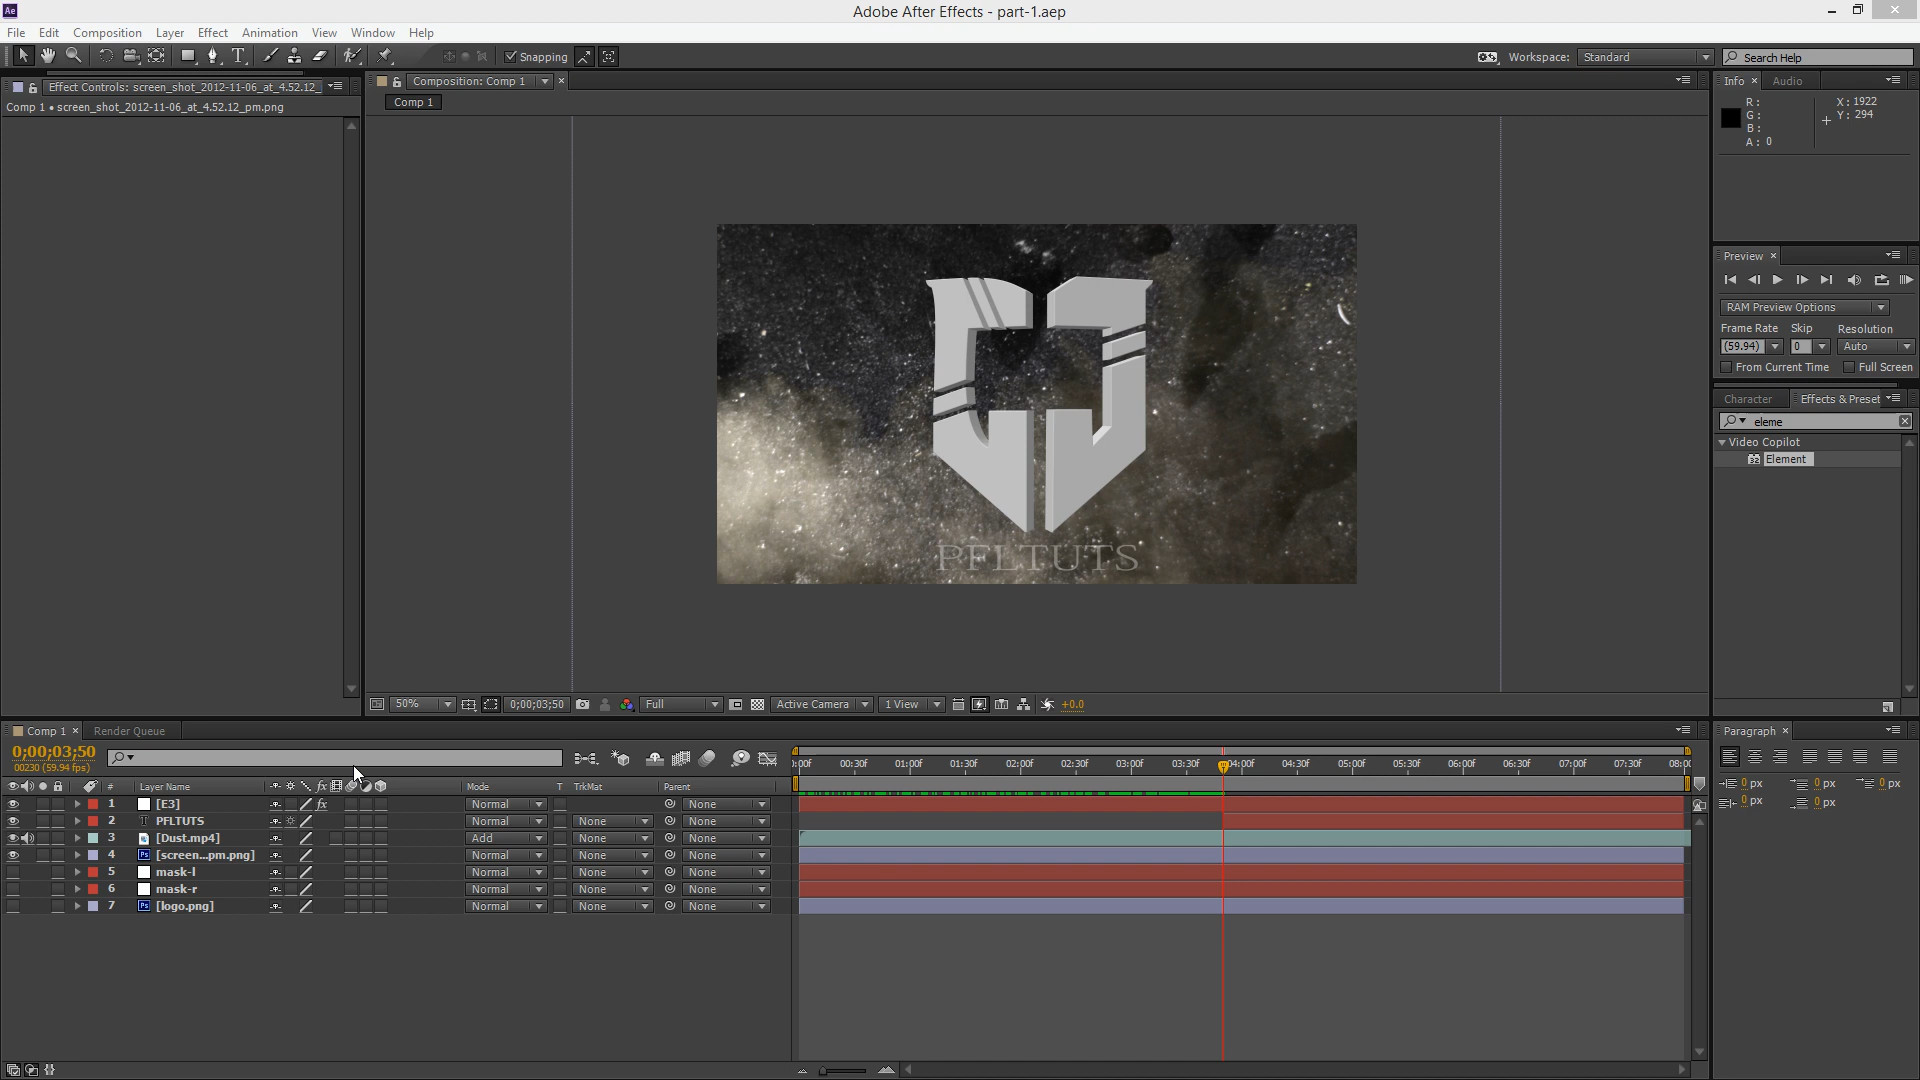 Ae
Adobe After Effects - part-1.aep
File Edit Composition Layer Effect Animation View Window Help
T Snapping Workspace: Standard Search Help
Effect Controls: screen_shot_2012-11-06_at_4.52.12_
Comp 1 • screen_shot_2012-11-06_at_4.52.12_pm.png
Composition: Comp 1
Comp 1
PFLTUTS
50% 0;00;03;50 Full Active Camera 1 View +0.0
Info Audio
R :
G :
B :
A : 0
X : 1922
Y : 294
Preview
RAM Preview Options
Frame Rate Skip Resolution
(59.94) 0 Auto
From Current Time Full Screen
Character Effects & Preset
eleme
Video Copilot
32 Element
Comp 1 Render Queue
0;00;03;50
00230 (59.94 fps)
):00f 00:30f 01:00f 01:30f 02:00f 02:30f 03:00f 03:30f 04:00f 04:30f 05:00f 05:30f 06:00f 06:30f 07:00f 07:30f 08:00
# Layer Name fx Mode T TrkMat Parent
1 [E3] fx Normal None
2 T PFLTUTS Normal None None
3 [Dust.mp4] Add None None
4 Ps [screen...pm.png] Normal None None
5 mask-l Normal None None
6 mask-r Normal None None
7 Ps [logo.png] Normal None None
Paragraph
0 px 0 px 0 px
0 px 0 px